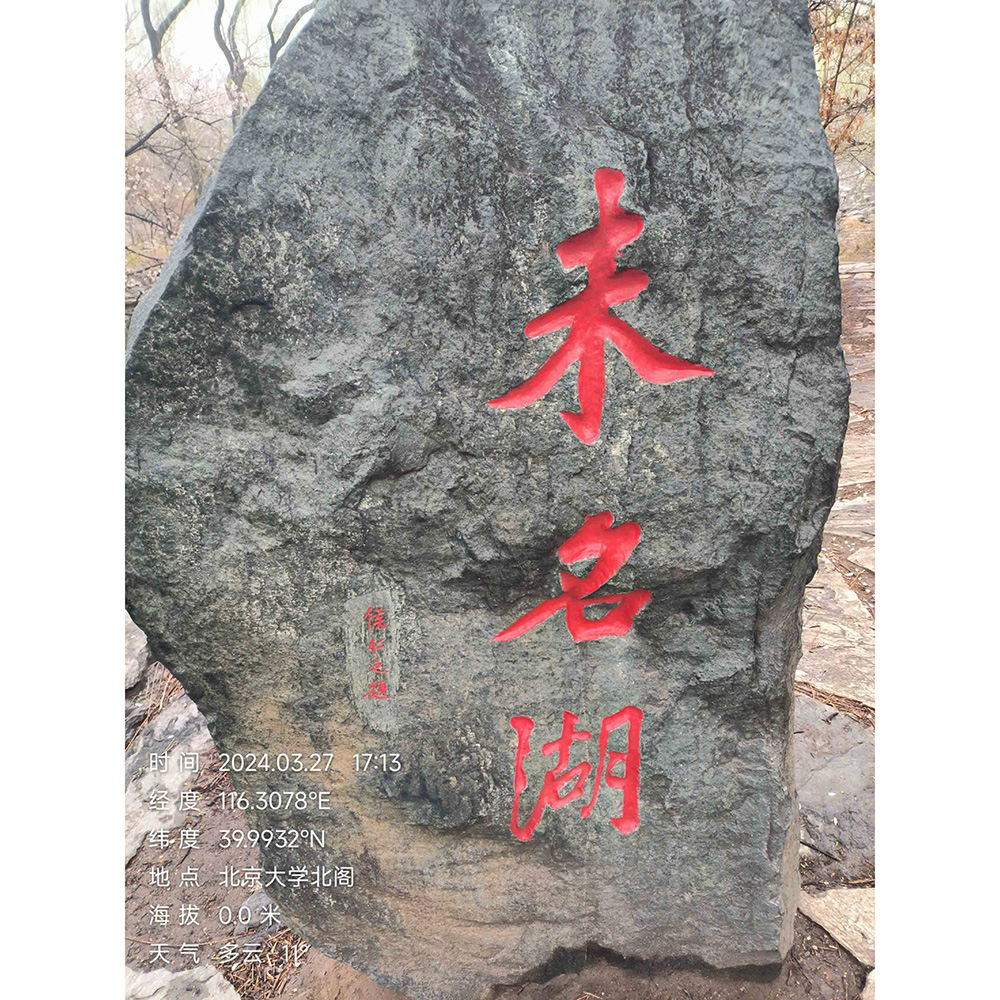 未名湖
侯仁之题
时间 2024.03.27 17:13
经度 116.3078°E
纬度 39.9932°N
地点 北京大学北阁
海拔 0.0 米
天气 多云 11°